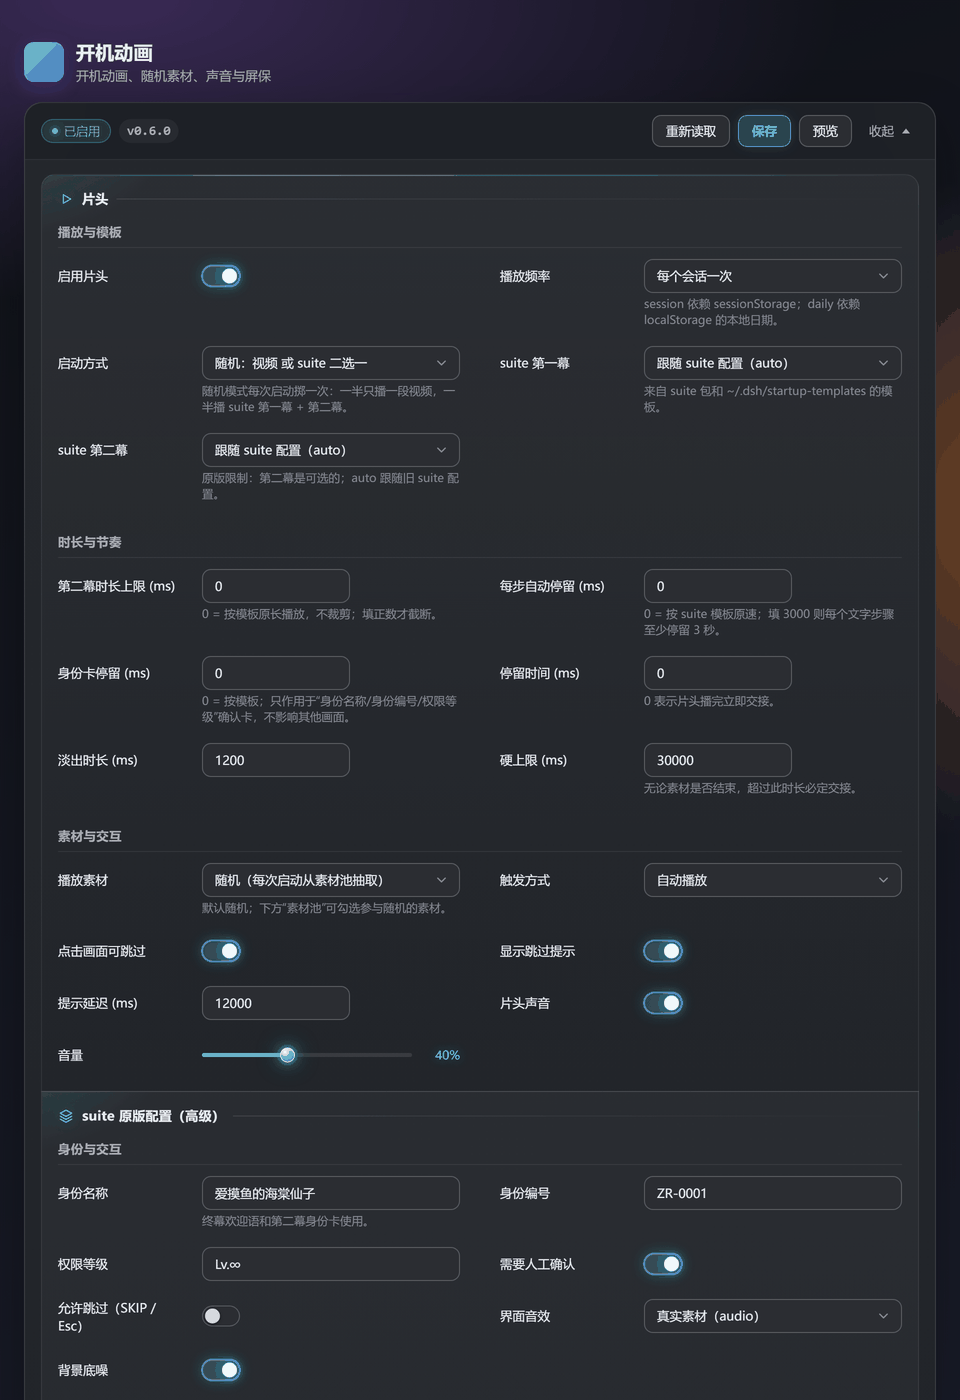 开机动画
开机动画、随机素材、声音与屏保
已启用 v0.6.0 重新读取 保存 预览 收起
片头
播放与模板
启用片头 播放频率 每个会话一次
session 依赖 sessionStorage；daily 依赖
localStorage 的本地日期。
启动方式 随机：视频 或 suite 二选一 suite 第一幕 跟随 suite 配置（auto）
随机模式每次启动掷一次：一半只播一段视频，一
半播 suite 第一幕 + 第二幕。
来自 suite 包和 ~/.dsh/startup-templates 的模
板。
suite 第二幕 跟随 suite 配置（auto）
原版限制：第二幕是可选的；auto 跟随旧 suite 配
置。
时长与节奏
第二幕时长上限 (ms) 0 每步自动停留 (ms) 0
0 = 按模板原长播放，不裁剪；填正数才截断。
0 = 按 suite 模板原速；填 3000 则每个文字步骤
至少停留 3 秒。
身份卡停留 (ms) 0 停留时间 (ms) 0
0 = 按模板；只作用于“身份名称/身份编号/权限等
级”确认卡，不影响其他画面。
0 表示片头播完立即交接。
淡出时长 (ms) 1200 硬上限 (ms) 30000
无论素材是否结束，超过此时长必定交接。
素材与交互
播放素材 随机（每次启动从素材池抽取） 触发方式 自动播放
默认随机；下方“素材池”可勾选参与随机的素材。
点击画面可跳过 显示跳过提示
提示延迟 (ms) 12000 片头声音
音量 40%
suite 原版配置（高级）
身份与交互
身份名称 爱摸鱼的海棠仙子 身份编号 ZR-0001
终幕欢迎语和第二幕身份卡使用。
权限等级 Lv.∞ 需要人工确认
允许跳过（SKIP /
Esc）
界面音效 真实素材（audio）
背景底噪